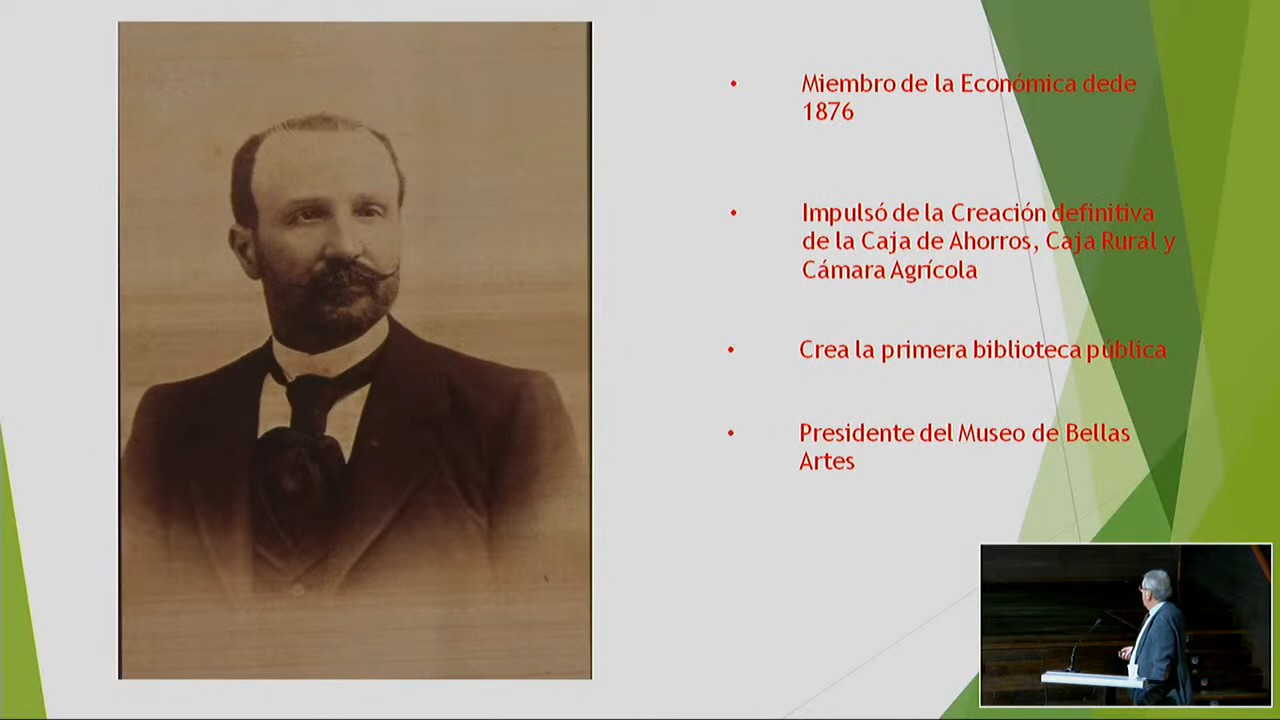 • Miembro de la Económica dede
1876
• Impulsó de la Creación definitiva
de la Caja de Ahorros, Caja Rural y
Cámara Agrícola
• Crea la primera biblioteca pública
• Presidente del Museo de Bellas
Artes